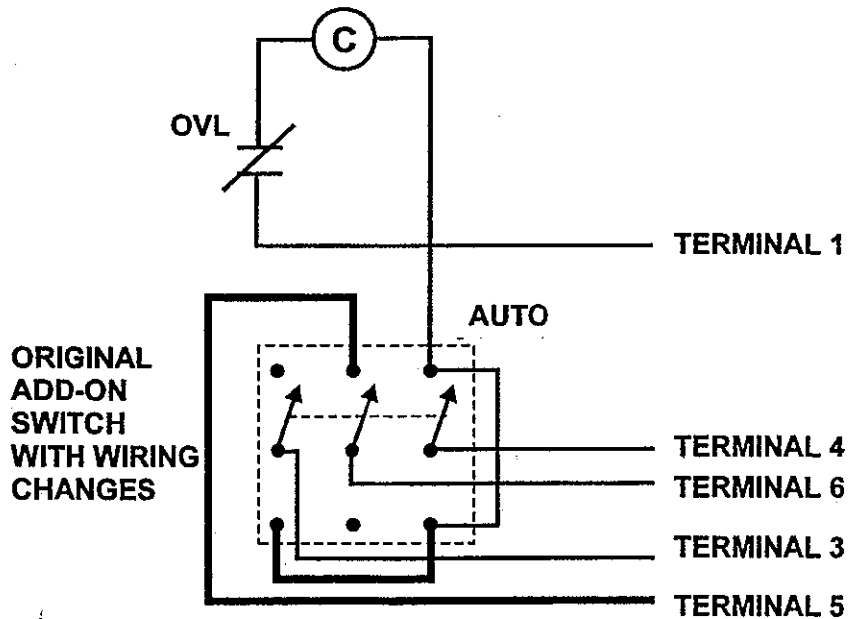 C
OVL
TERMINAL 1
AUTO
ORIGINAL
ADD-ON
SWITCH
WITH WIRING
CHANGES
TERMINAL 4
TERMINAL 6
TERMINAL 3
TERMINAL 5